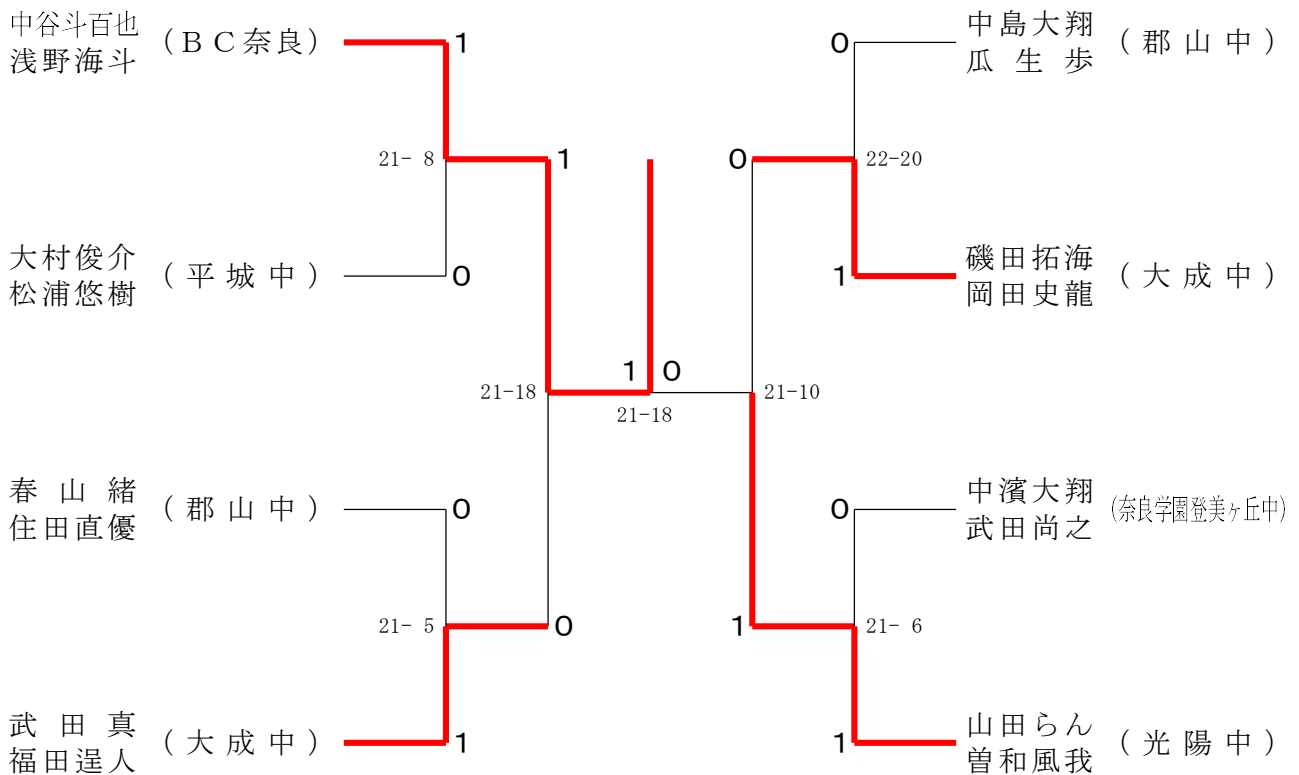 中谷斗百也
浅野海斗
(ＢＣ奈良)
1
0
中島大翔
瓜生歩
(郡山中)
21- 8
1
0
22-20
大村俊介
松浦悠樹
(平城中)
0
1
磯田拓海
岡田史龍
(大成中)
1
0
21-18
21-18
21-10
春山緒
住田直優
(郡山中)
0
0
中濱大翔
武田尚之
(奈良学園登美ヶ丘中)
21- 5
0
1
21- 6
武田真
福田逞人
(大成中)
1
1
山田らん
曽和風我
(光陽中)